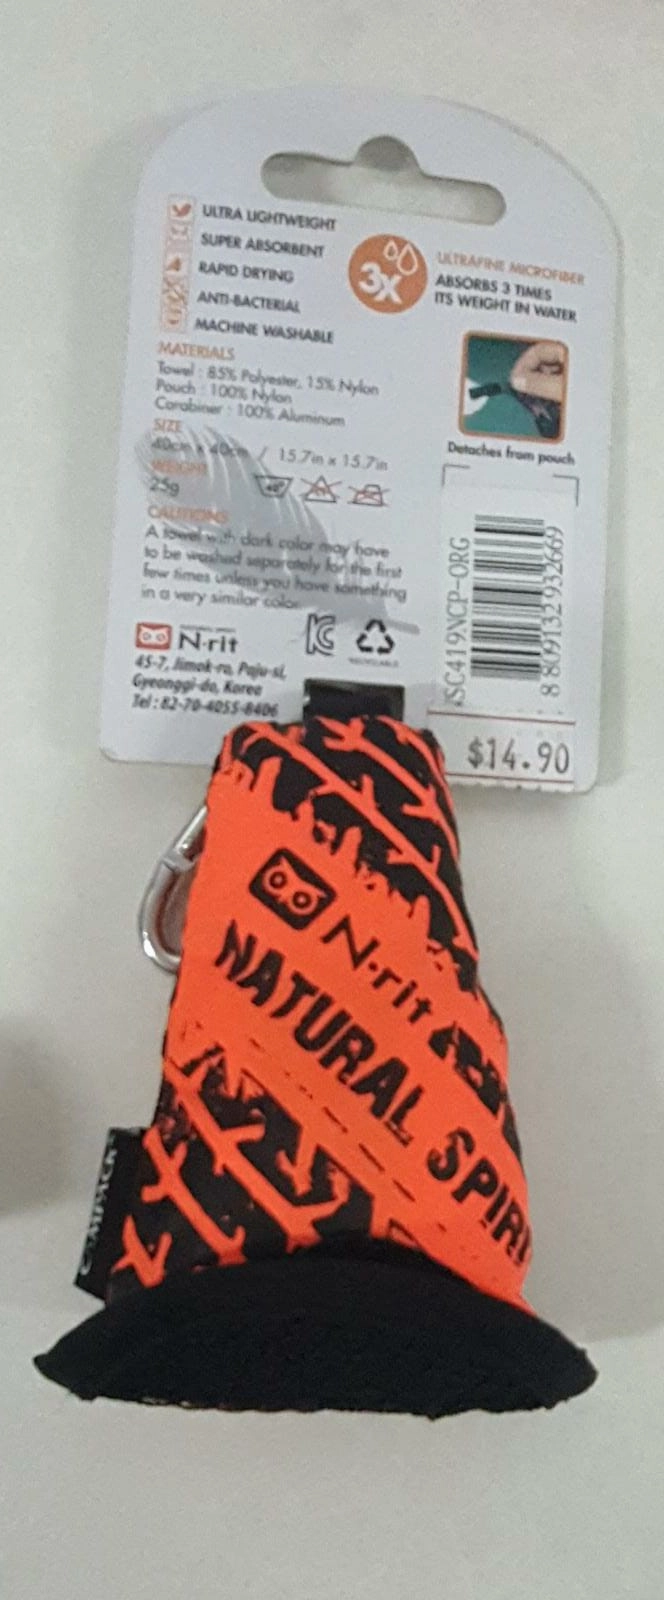 ULTRA LIGHTWEIGHT
SUPER ABSORBENT
RAPID DRYING
ANTI-BACTERIAL
MACHINE WASHABLE
3x
ULTRAFINE MICROFIBER
ABSORBS 3 TIMES
ITS WEIGHT IN WATER
MATERIALS
Towel : 85% Polyester, 15% Nylon
Pouch : 100% Nylon
Carabiner : 100% Aluminum
SIZE
40cm x 40cm / 15.7in x 15.7in
WEIGHT
25g
CAUTIONS
A towel with dark color may have
to be washed separately for the first
few times unless you have something
in a very similar color.
Detaches from pouch
N·rit
45-7, Jimok-ro, Paju-si,
Gyeonggi-do, Korea
Tel : 82-70-4055-8406
RECYCLABLE
SC419NCP-ORG
8 809132 932669
$14.90
N·rit
NATURAL SPIRI